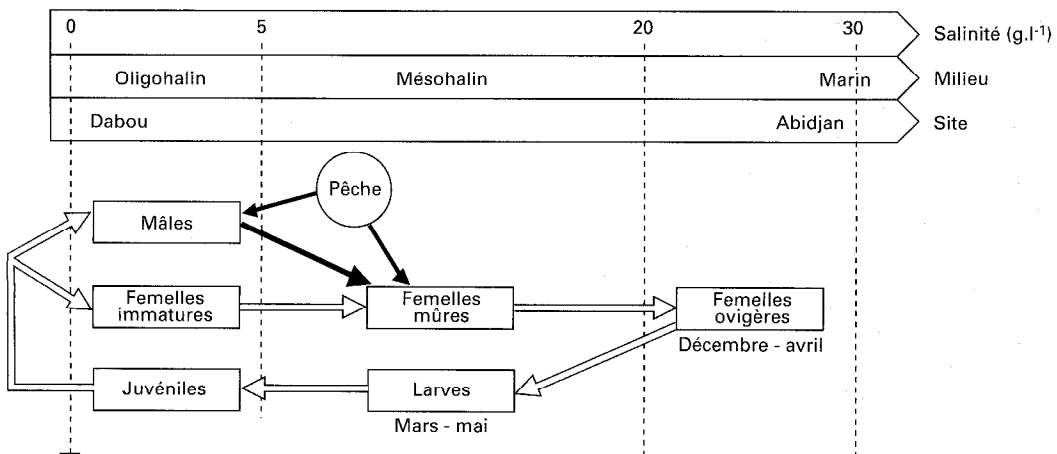 0 5 20 30 Salinité (g.l-1)
Oligohalin Mésohalin Marin Milieu
Dabou Abidjan Site
Pêche
Mâles
Femelles
immatures
Femelles
mûres
Femelles
ovigères
Décembre - avril
Juvéniles
Larves
Mars - mai